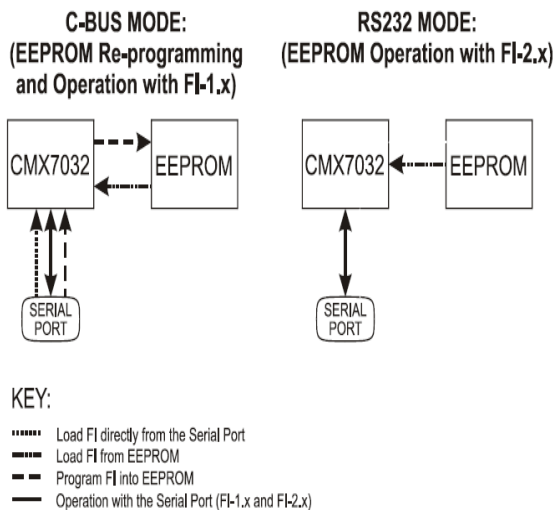 C-BUS MODE:
(EEPROM Re-programming
and Operation with FI-1.x)
RS232 MODE:
(EEPROM Operation with FI-2.x)
CMX7032
EEPROM
SERIAL
PORT
CMX7032
EEPROM
SERIAL
PORT
KEY:
Load FI directly from the Serial Port
Load FI from EEPROM
Program FI into EEPROM
Operation with the Serial Port (FI-1.x and FI-2.x)